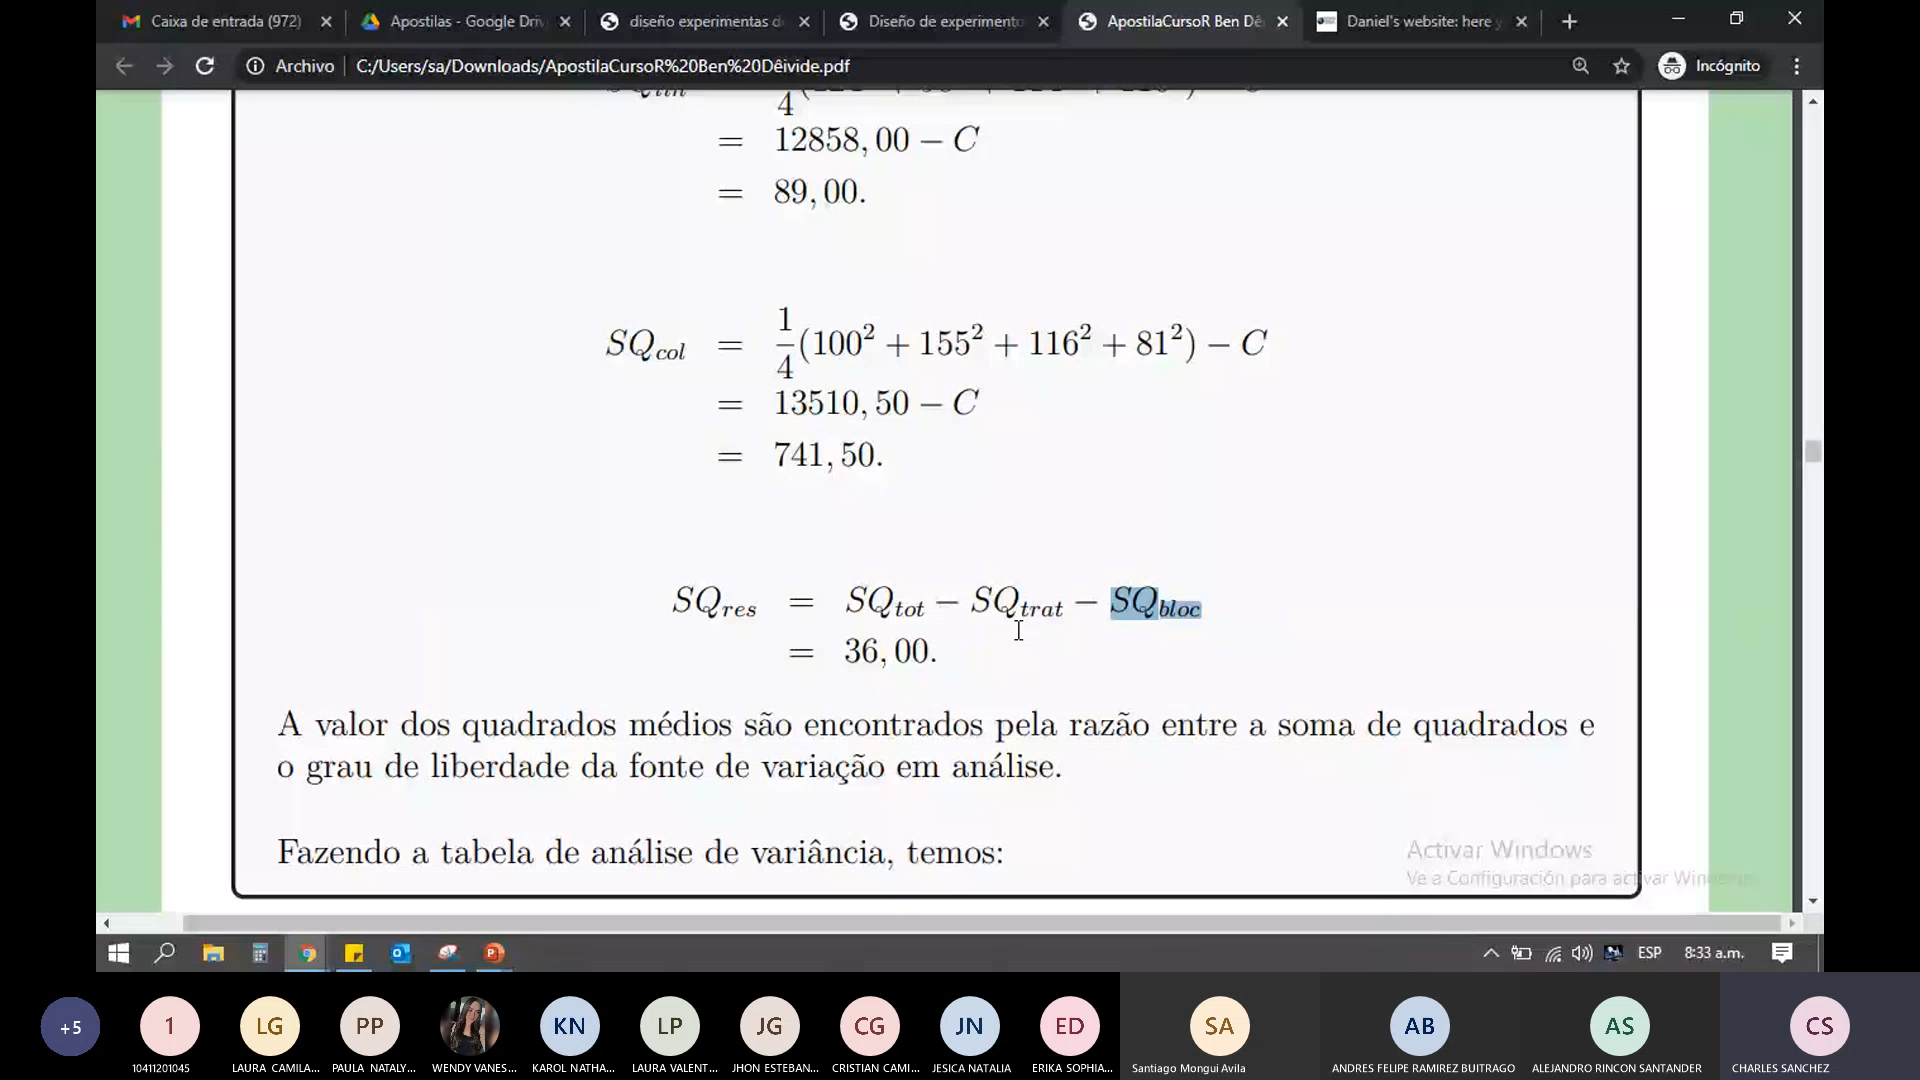 Caixa de entrada (972)
Apostilas - Google Driv
diseño experimentas d
Diseño de experimento
ApostilaCursoR Ben Dê
Daniel's website: here y
Archivo | C:/Users/sa/Downloads/ApostilaCursoR%20Ben%20Dêivide.pdf
Incógnito
= 12858,00 − C
= 89,00.
SQcol = 1/4(100² + 155² + 116² + 81²) − C
= 13510,50 − C
= 741,50.
SQres = SQtot − SQtrat − SQbloc
= 36,00.
A valor dos quadrados médios são encontrados pela razão entre a soma de quadrados e
o grau de liberdade da fonte de variação em análise.
Fazendo a tabela de análise de variância, temos:
Activar Windows
Ve a Configuración para activar Windows.
ESP
8:33 a.m.
+5
1
LG
PP
KN
LP
JG
CG
JN
ED
SA
AB
AS
CS
10411201045
LAURA CAMILA...
PAULA NATALY...
WENDY VANES...
KAROL NATHA...
LAURA VALENT...
JHON ESTEBAN...
CRISTIAN CAMI...
JESICA NATALIA
ERIKA SOPHIA...
Santiago Mongui Avila
ANDRES FELIPE RAMIREZ BUITRAGO
ALEJANDRO RINCON SANTANDER
CHARLES SANCHEZ